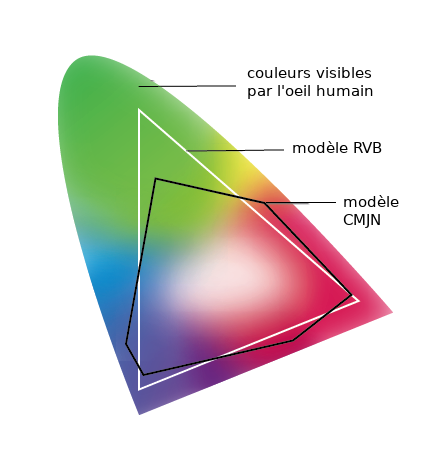 couleurs visibles
par l'oeil humain
modèle RVB
modèle
CMJN